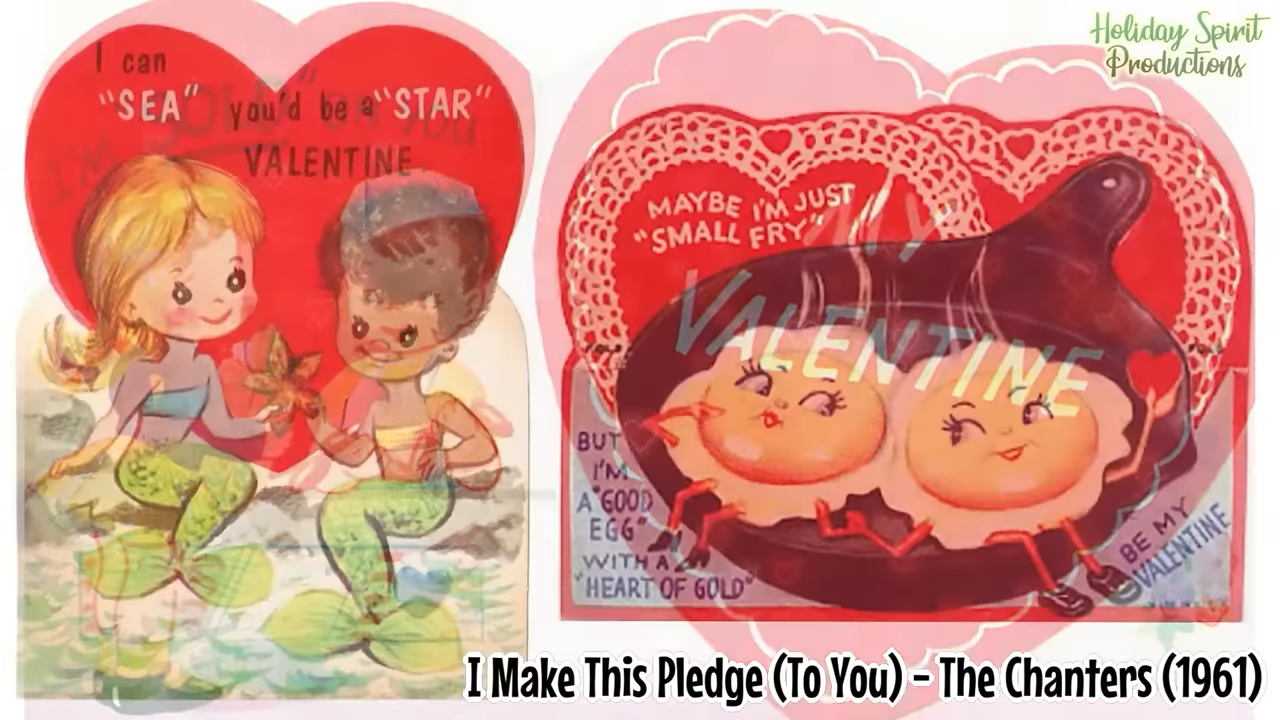 Holiday Spirit
Productions
I can
"SEA" you'd be a "STAR"
VALENTINE
MAYBE I'M JUST
"SMALL FRY"
MY
VALENTINE
BUT
I'M
A "GOOD
EGG"
WITH A
"HEART OF GOLD"
BE MY
VALENTINE
I Make This Pledge (To You) – The Chanters (1961)